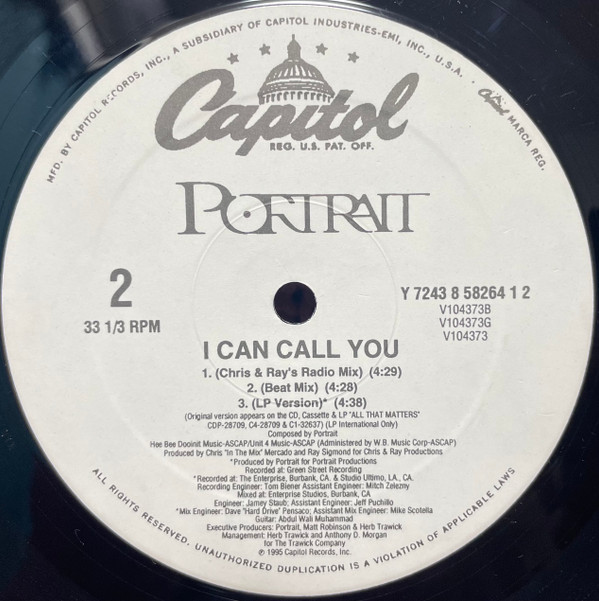 MFD. BY CAPITOL RECORDS, INC., A SUBSIDIARY OF CAPITOL INDUSTRIES-EMI, INC., U.S.A. · Capitol MARCA REG.
Capitol
REG. U.S. PAT. OFF.
PORTRAIT
2
33 1/3 RPM
Y 7243 8 58264 1 2
V104373B
V104373G
V104373
I CAN CALL YOU
1. (Chris & Ray's Radio Mix) (4:29)
2. (Beat Mix) (4:28)
3. (LP Version)* (4:38)
(Original version appears on the CD, Cassette & LP "ALL THAT MATTERS"
CDP-28709, C4-28709 & C1-32637) (LP International Only)
Composed by Portrait
Hee Bee Dooinit Music-ASCAP/Unit 4 Music-ASCAP (Administered by W.B. Music Corp-ASCAP)
Produced by Chris "In The Mix" Mercado and Ray Sigmond for Chris & Ray Productions
*Produced by Portrait for Portrait Productions
Recorded at: Green Street Recording
*Recorded at: The Enterprise, Burbank, CA. & Studio Ultimo, LA., CA.
Recording Engineer: Tom Biener Assistant Engineer: Mitch Zelezny
Mixed at: Enterprise Studios, Burbank, CA
Engineer: Jamey Staub; Assistant Engineer: Jeff Puchillo
*Mix Engineer: Dave "Hard Drive" Pensaco; Assistant Mix Engineer: Mike Scotella
Guitar: Abdul Wali Muhammad
Executive Producers: Portrait, Matt Robinson & Herb Trawick
Management: Herb Trawick and Anthony D. Morgan
for The Trawick Company
℗ 1995 Capitol Records, Inc.
ALL RIGHTS RESERVED. UNAUTHORIZED DUPLICATION IS A VIOLATION OF APPLICABLE LAWS